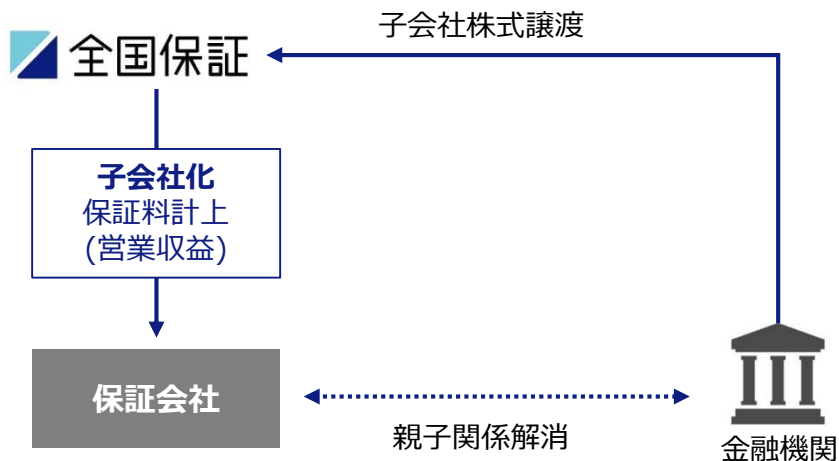 子会社株式譲渡
全国保証
子会社化
保証料計上
(営業収益)
保証会社
親子関係解消
金融機関